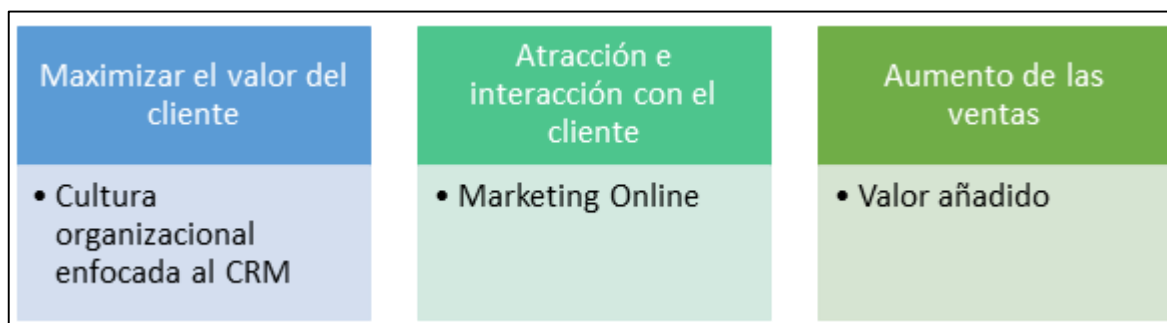 Maximizar el valor del
cliente
• Cultura
organizacional
enfocada al CRM
Atracción e
interacción con el
cliente
• Marketing Online
Aumento de las
ventas
• Valor añadido